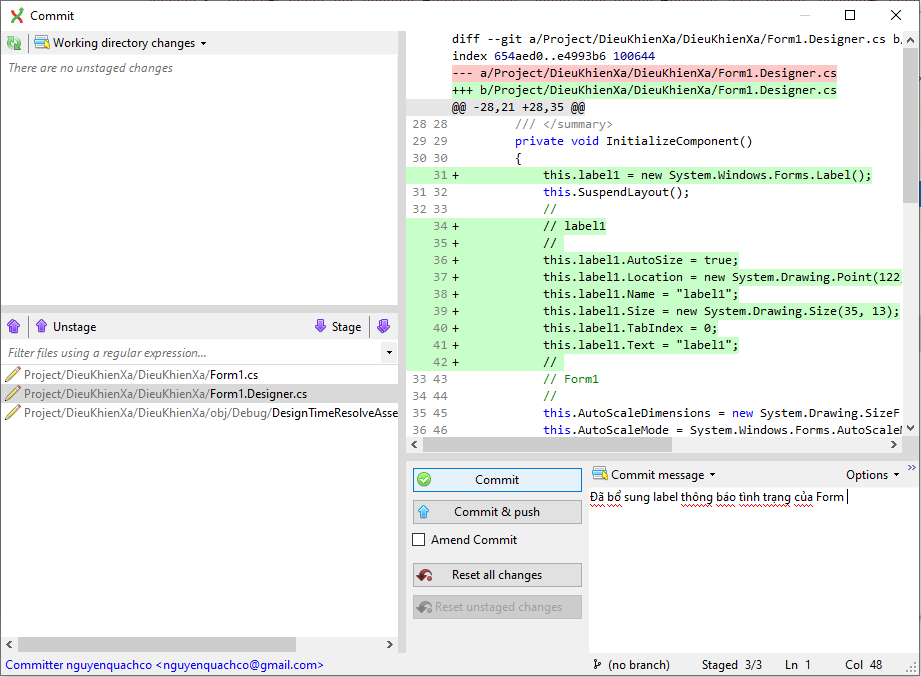 Commit
Working directory changes
There are no unstaged changes
Unstage
Stage
Filter files using a regular expression...
Project/DieuKhienXa/DieuKhienXa/Form1.cs
Project/DieuKhienXa/DieuKhienXa/Form1.Designer.cs
Project/DieuKhienXa/DieuKhienXa/obj/Debug/DesignTimeResolveAsse
diff --git a/Project/DieuKhienXa/DieuKhienXa/Form1.Designer.cs b/
index 654aed0..e4993b6 100644
--- a/Project/DieuKhienXa/DieuKhienXa/Form1.Designer.cs
+++ b/Project/DieuKhienXa/DieuKhienXa/Form1.Designer.cs
@@ -28,21 +28,35 @@
28 28 /// </summary>
29 29 private void InitializeComponent()
30 30 {
31 + this.label1 = new System.Windows.Forms.Label();
31 32 this.SuspendLayout();
32 33 //
34 + // label1
35 + //
36 + this.label1.AutoSize = true;
37 + this.label1.Location = new System.Drawing.Point(122,
38 + this.label1.Name = "label1";
39 + this.label1.Size = new System.Drawing.Size(35, 13);
40 + this.label1.TabIndex = 0;
41 + this.label1.Text = "label1";
42 + //
33 43 // Form1
34 44 //
35 45 this.AutoScaleDimensions = new System.Drawing.SizeF
36 46 this.AutoScaleMode = System.Windows.Forms.AutoScaleM
Commit
Commit & push
Amend Commit
Reset all changes
Reset unstaged changes
Commit message
Options
Đã bổ sung label thông báo tình trạng của Form
Committer nguyenquachco <nguyenquachco@gmail.com>
(no branch)
Staged 3/3
Ln 1
Col 48